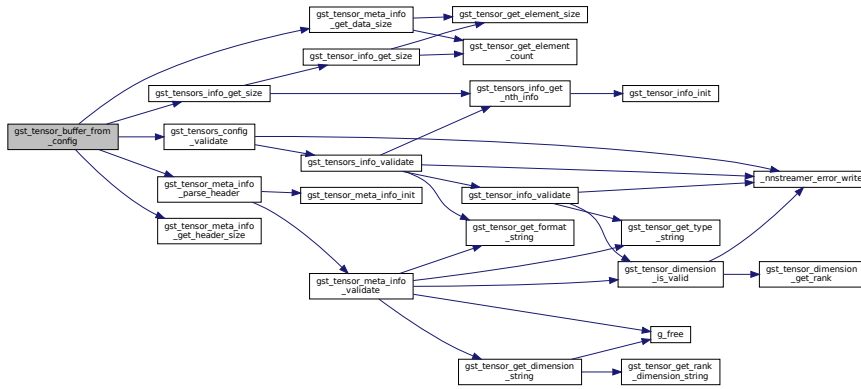 gst_tensor_buffer_from
_config
gst_tensor_meta_info
_get_data_size
gst_tensors_info_get_size
gst_tensors_config
_validate
gst_tensor_meta_info
_parse_header
gst_tensor_meta_info
_get_header_size
gst_tensor_info_get_size
gst_tensors_info_validate
gst_tensor_meta_info_init
gst_tensor_meta_info
_validate
gst_tensor_get_element_size
gst_tensor_get_element
_count
gst_tensors_info_get
_nth_info
gst_tensor_info_validate
gst_tensor_get_format
_string
gst_tensor_get_dimension
_string
gst_tensor_info_init
gst_tensor_get_type
_string
gst_tensor_dimension
_is_valid
g_free
gst_tensor_get_rank
_dimension_string
_nnstreamer_error_write
gst_tensor_dimension
_get_rank